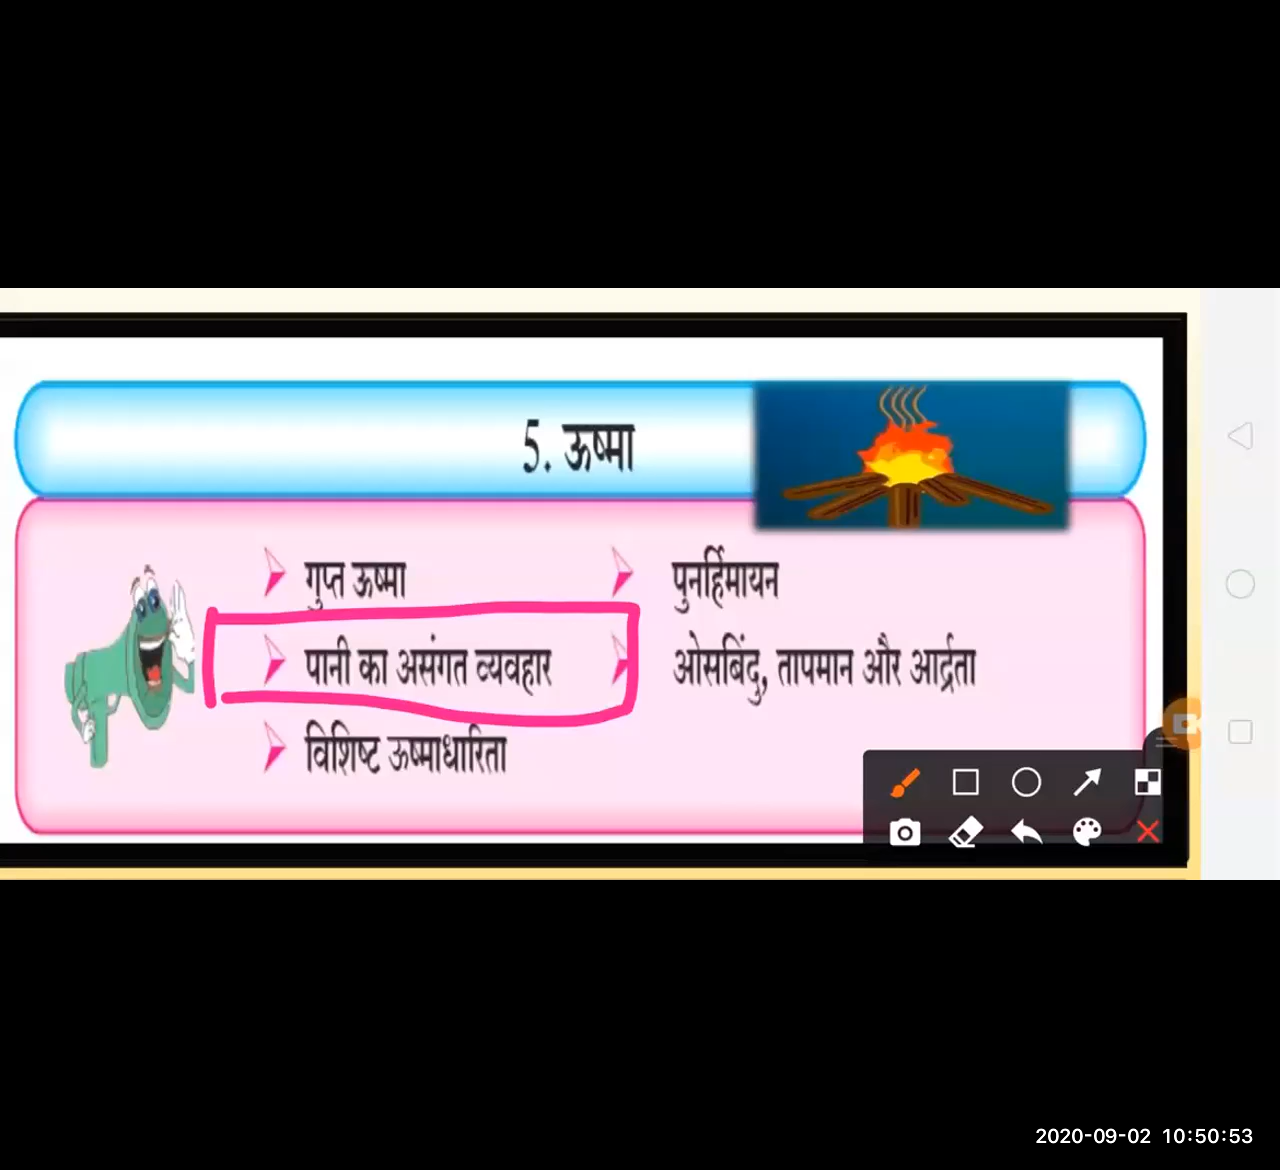 5. ऊष्मा
गुप्त ऊष्मा
पुनर्हिमायन
पानी का असंगत व्यवहार
ओसबिंदु, तापमान और आर्द्रता
विशिष्ट ऊष्माधारिता
2020-09-02 10:50:53